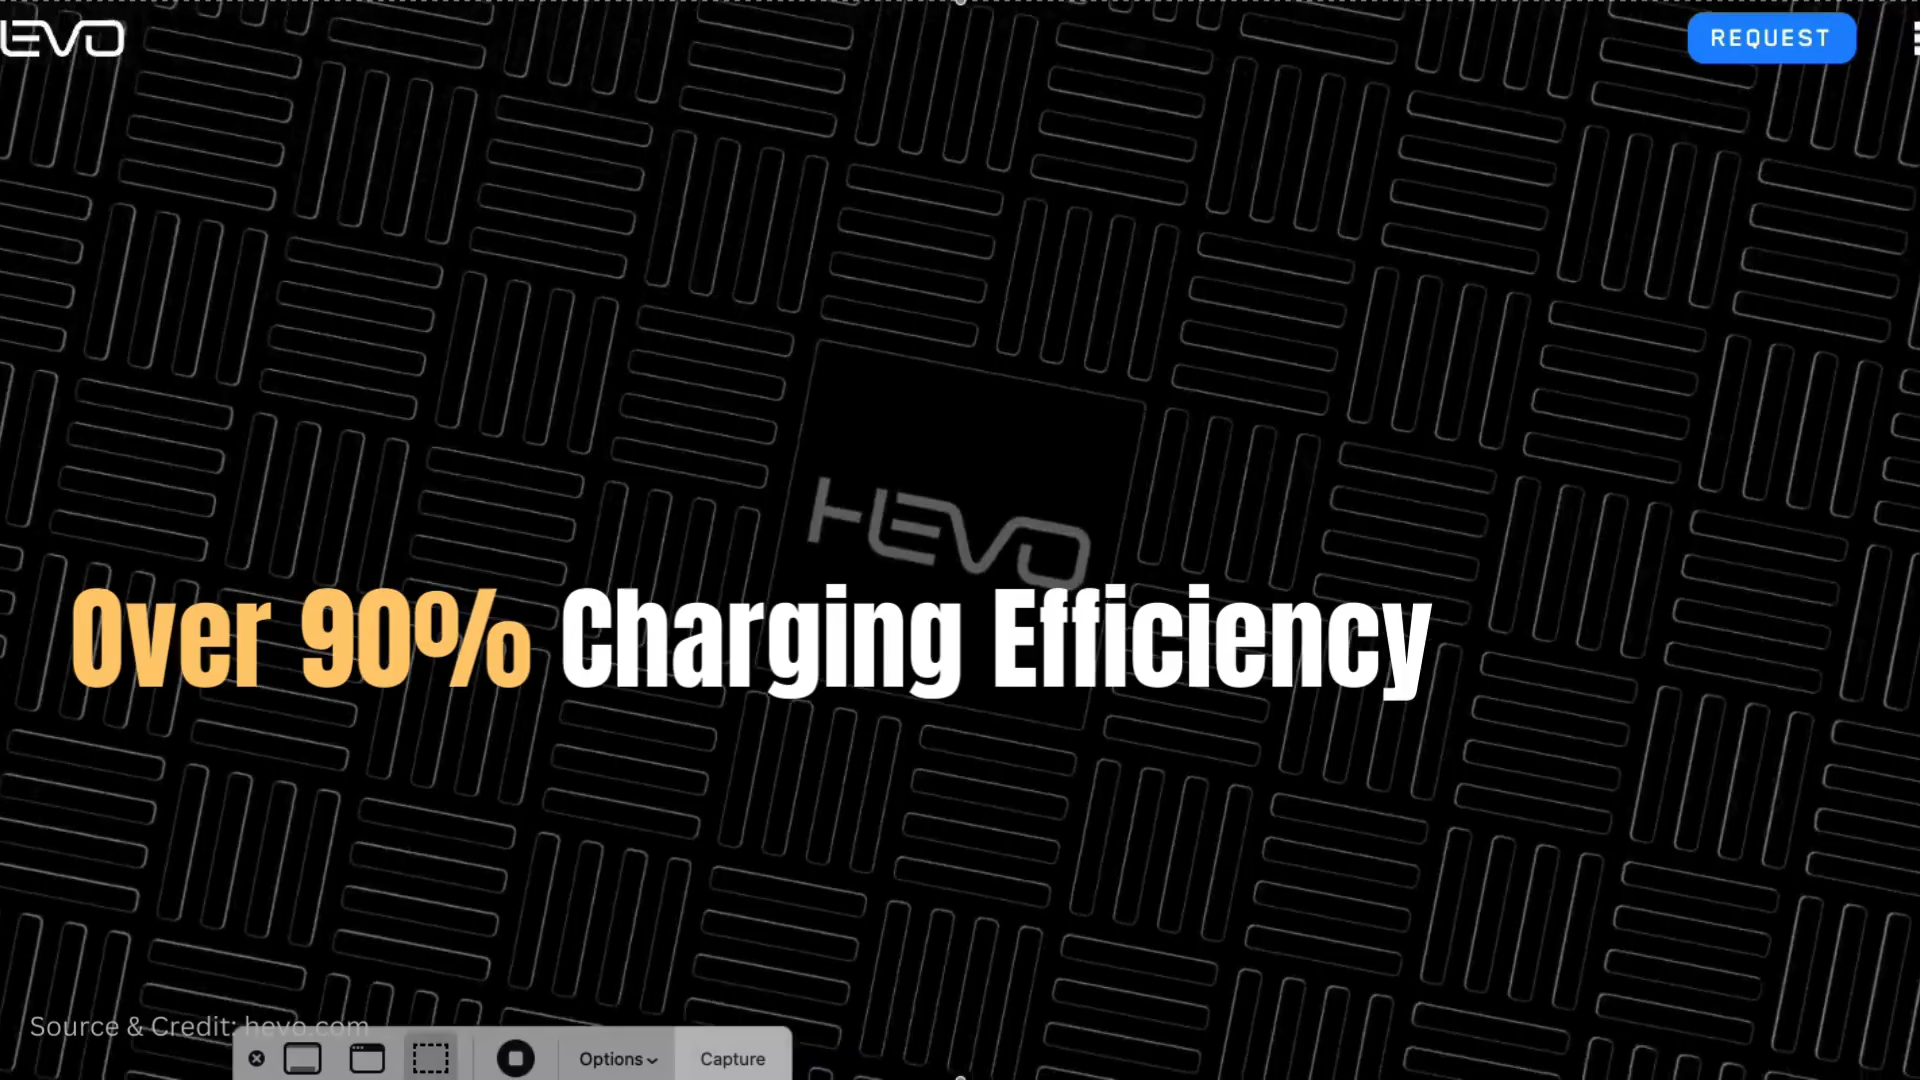 HEVO
REQUEST
HEVO
Over 90% Charging Efficiency
Source & Credit: hevo.com
Options
Capture